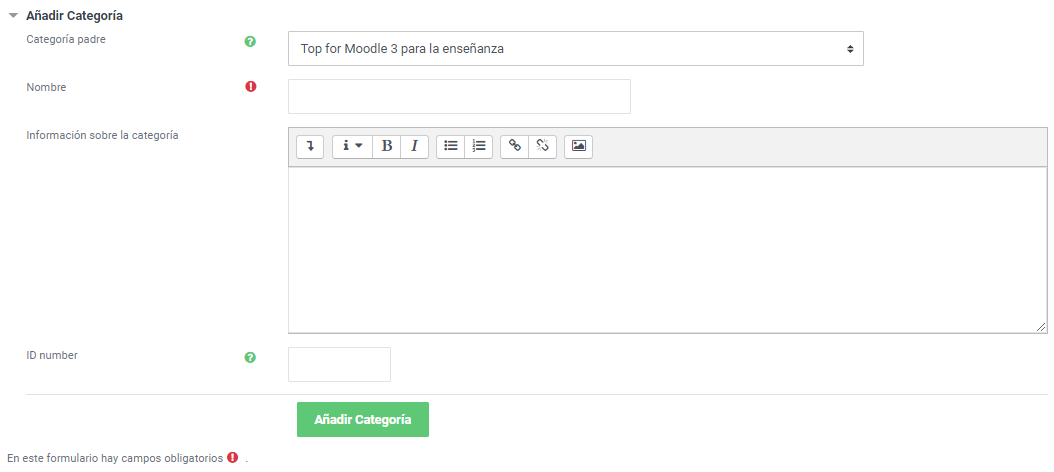 Añadir Categoría
Categoría padre
Top for Moodle 3 para la enseñanza
Nombre
Información sobre la categoría
B I
ID number
Añadir Categoría
En este formulario hay campos obligatorios .